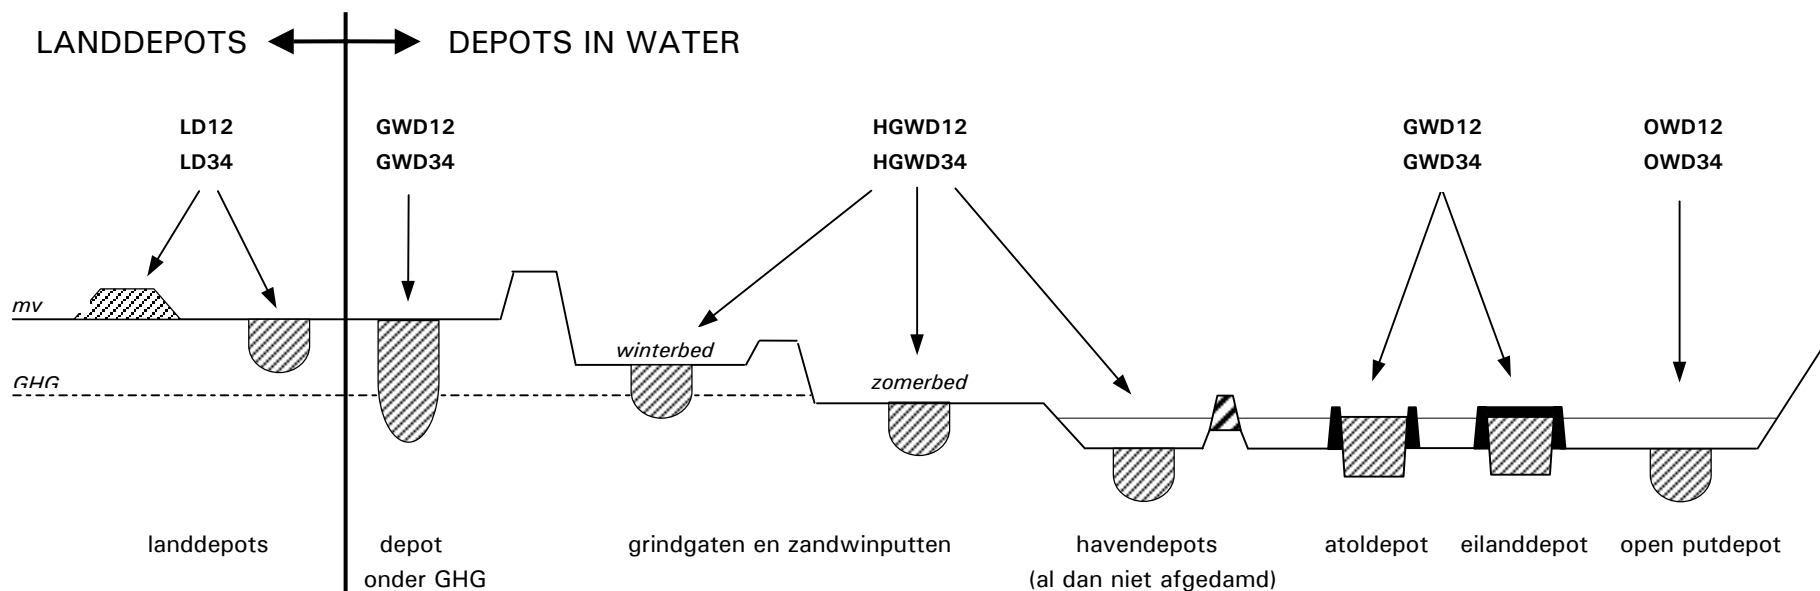 LANDDEPOTS DEPOTS IN WATER
LD12 GWD12 HGWD12 GWD12 OWD12
LD34 GWD34 HGWD34 GWD34 OWD34
mv
winterbed
GHG zomerbed
landdepots depot grindgaten en zandwinputten havendepots atoldepot eilanddepot open putdepot
onder GHG (al dan niet afgedamd)